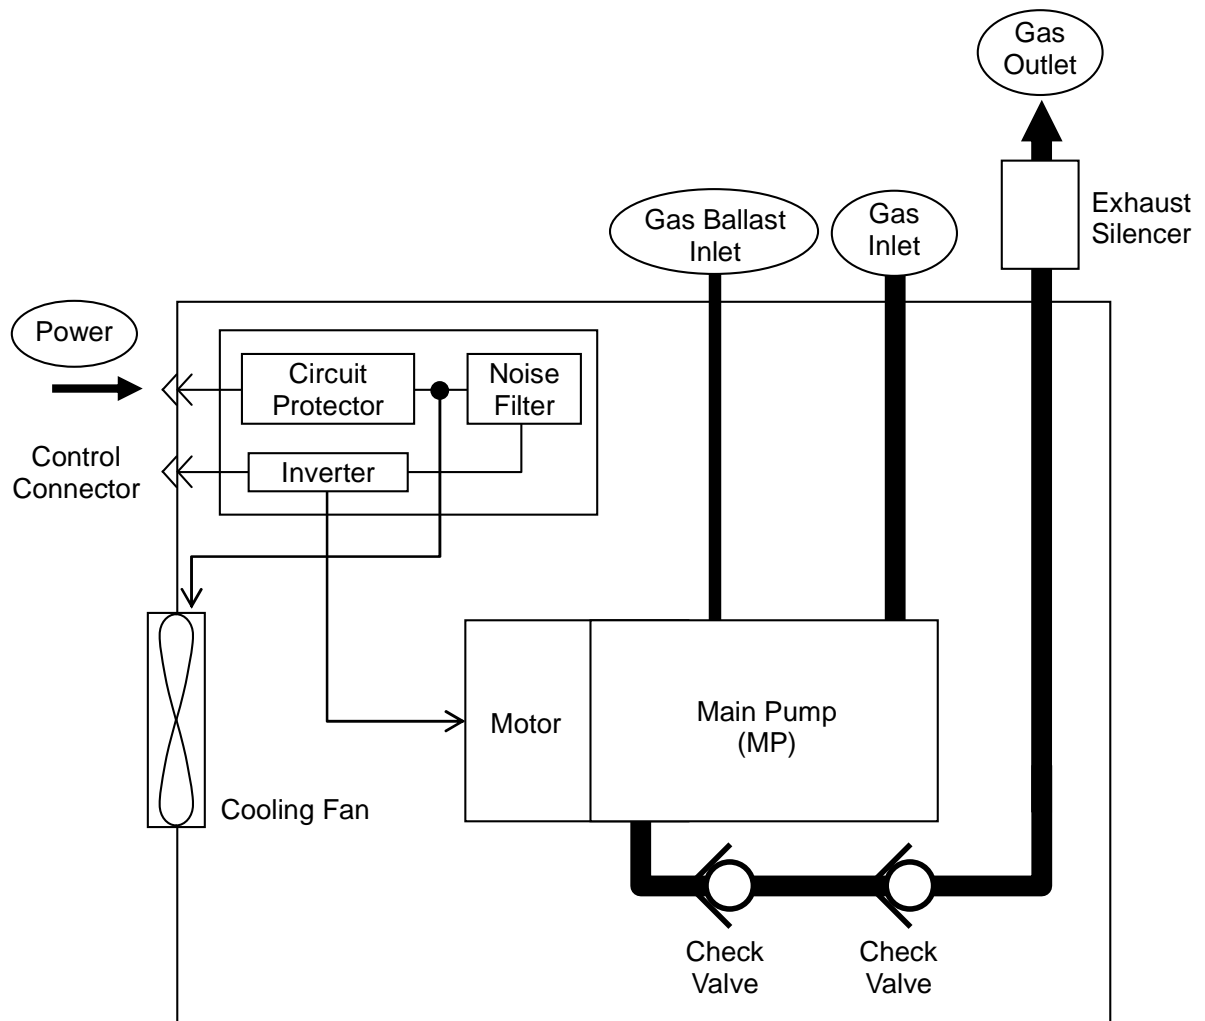 Gas
Outlet
Exhaust
Silencer
Gas Ballast
Inlet
Gas
Inlet
Power
Circuit
Protector
Noise
Filter
Control
Connector
Inverter
Motor
Main Pump
(MP)
Cooling Fan
Check
Valve
Check
Valve